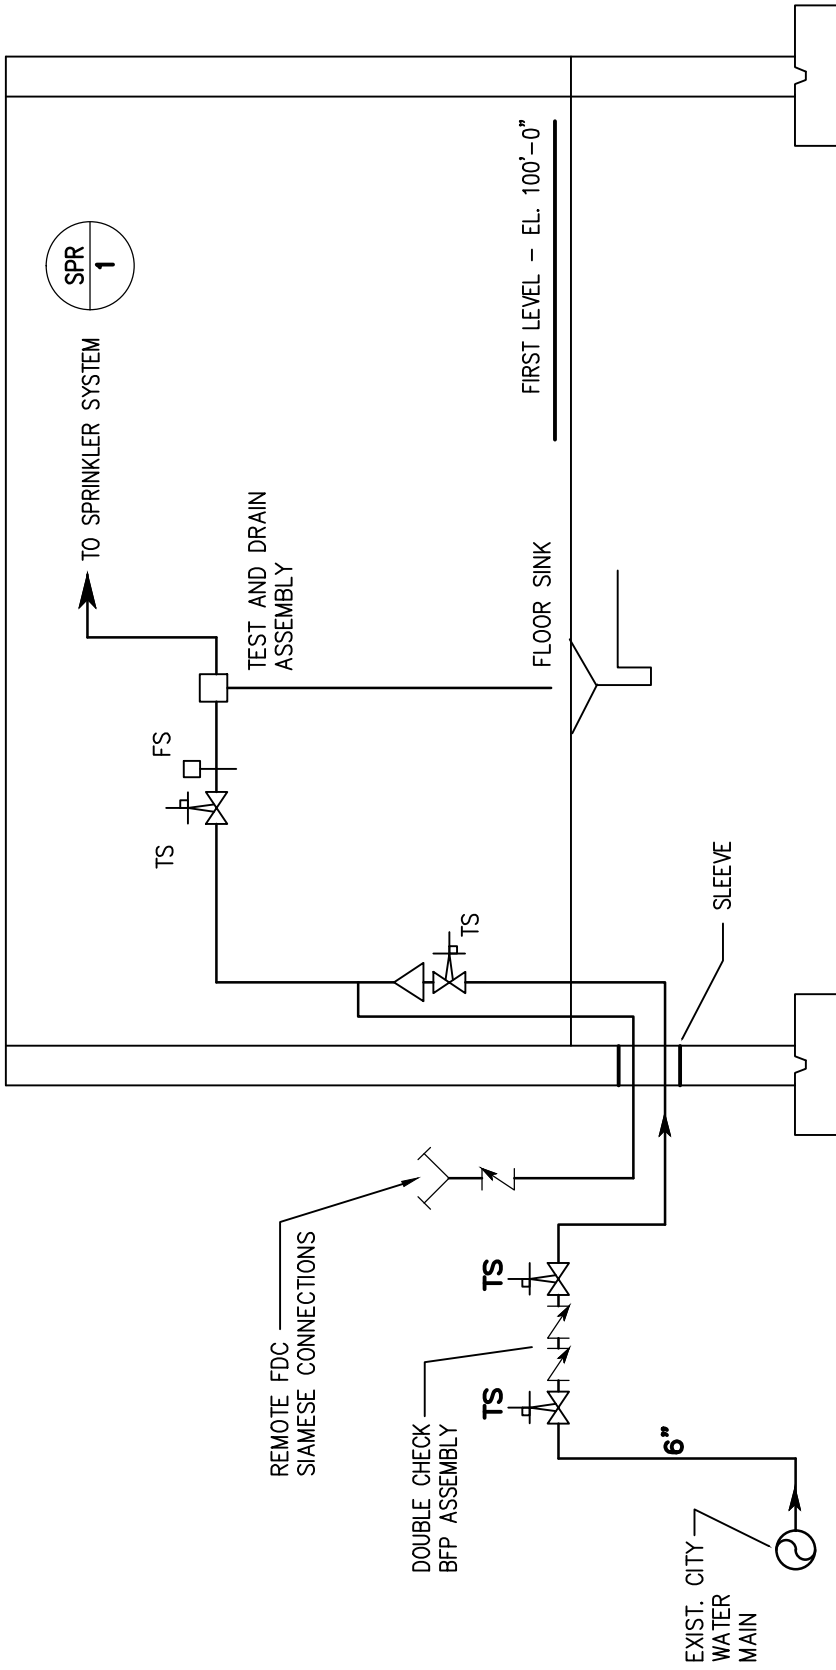 SPR
1
TO SPRINKLER SYSTEM
FS
TS
TEST AND DRAIN
ASSEMBLY
FIRST LEVEL - EL. 100'-0"
FLOOR SINK
TS
SLEEVE
REMOTE FDC
SIAMESE CONNECTIONS
TS
TS
DOUBLE CHECK
BFP ASSEMBLY
6"
EXIST. CITY
WATER
MAIN